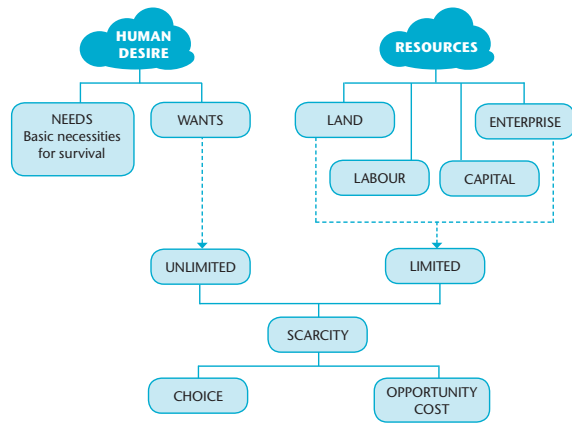 HUMAN
DESIRE
RESOURCES
NEEDS
Basic necessities
for survival
WANTS
LAND
ENTERPRISE
LABOUR
CAPITAL
UNLIMITED
LIMITED
SCARCITY
CHOICE
OPPORTUNITY
COST